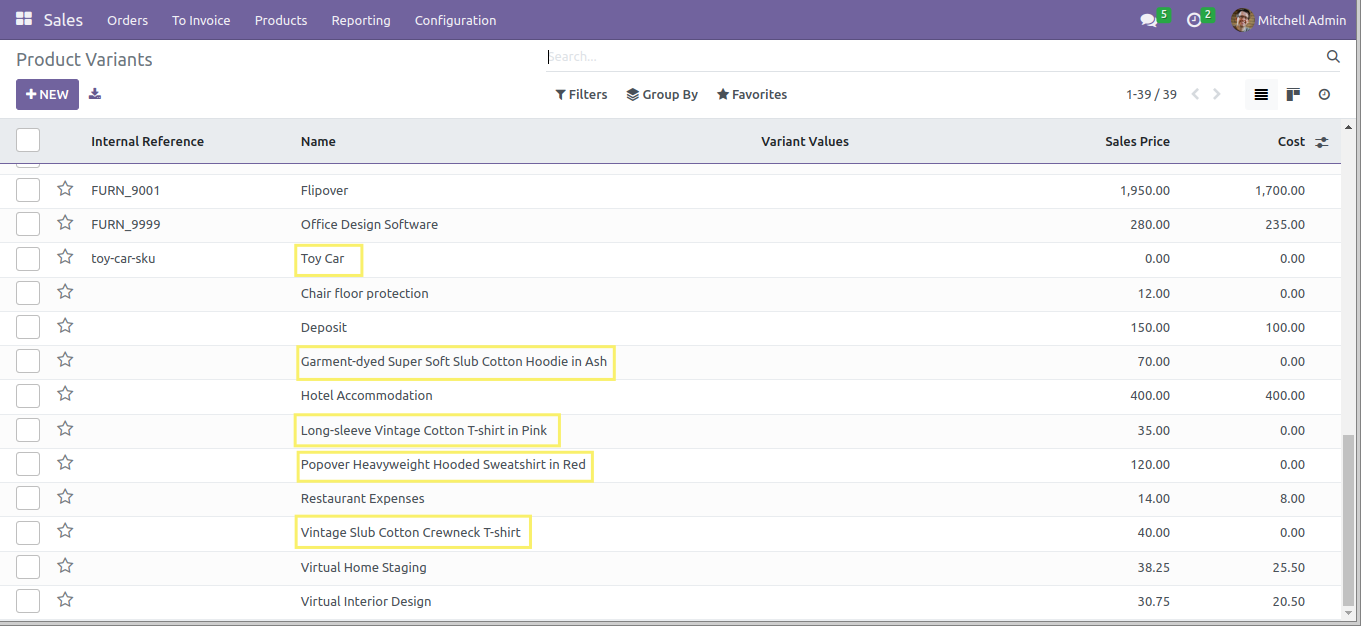 Sales Orders To Invoice Products Reporting Configuration 5 2 Mitchell Admin
Product Variants Search...
+ NEW Filters Group By Favorites 1-39 / 39
Internal Reference Name Variant Values Sales Price Cost
FURN_9001 Flipover 1,950.00 1,700.00
FURN_9999 Office Design Software 280.00 235.00
toy-car-sku Toy Car 0.00 0.00
Chair floor protection 12.00 0.00
Deposit 150.00 100.00
Garment-dyed Super Soft Slub Cotton Hoodie in Ash 70.00 0.00
Hotel Accommodation 400.00 400.00
Long-sleeve Vintage Cotton T-shirt in Pink 35.00 0.00
Popover Heavyweight Hooded Sweatshirt in Red 120.00 0.00
Restaurant Expenses 14.00 8.00
Vintage Slub Cotton Crewneck T-shirt 40.00 0.00
Virtual Home Staging 38.25 25.50
Virtual Interior Design 30.75 20.50